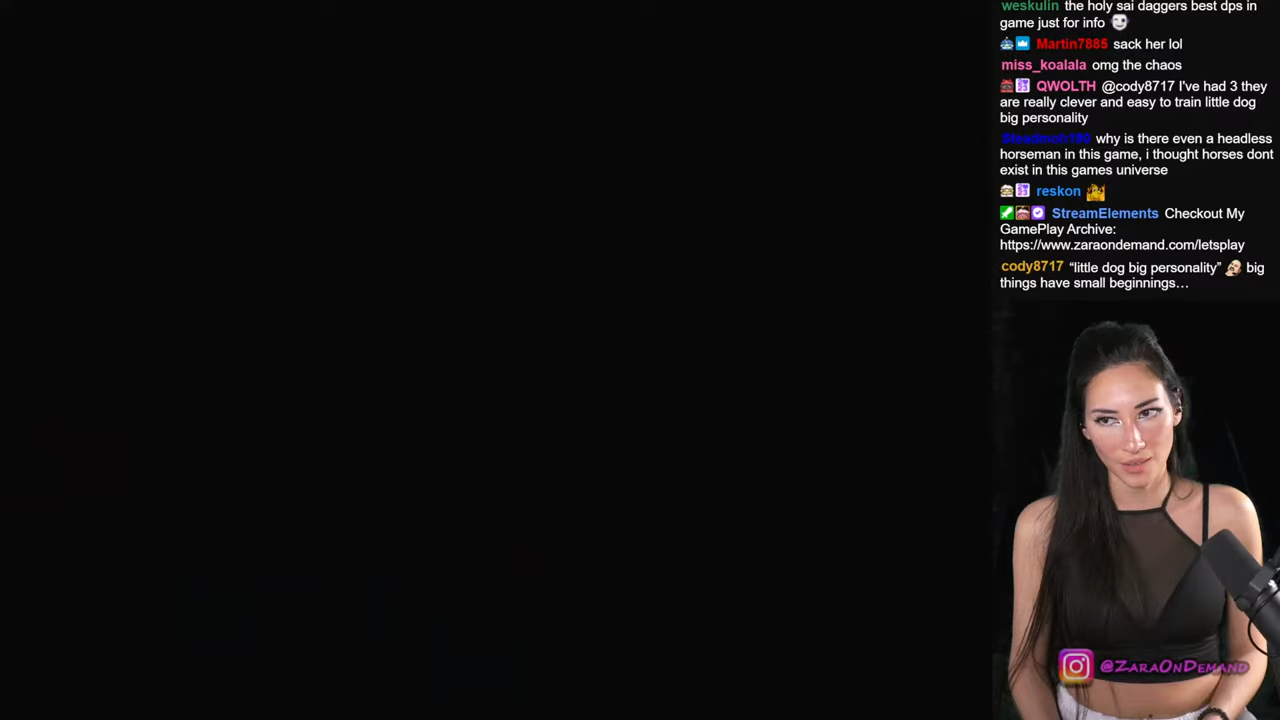 weskulin the holy sai daggers best dps in
game just for info
Martin7885 sack her lol
miss_koalala omg the chaos
QWOLTH @cody8717 I've had 3 they
are really clever and easy to train little dog
big personality
why is there even a headless
horseman in this game, i thought horses dont
exist in this games universe
reskon
StreamElements Checkout My
GamePlay Archive:
https://www.zaraondemand.com/letsplay
cody8717 “little dog big personality” big
things have small beginnings…
@ZaraOnDemand